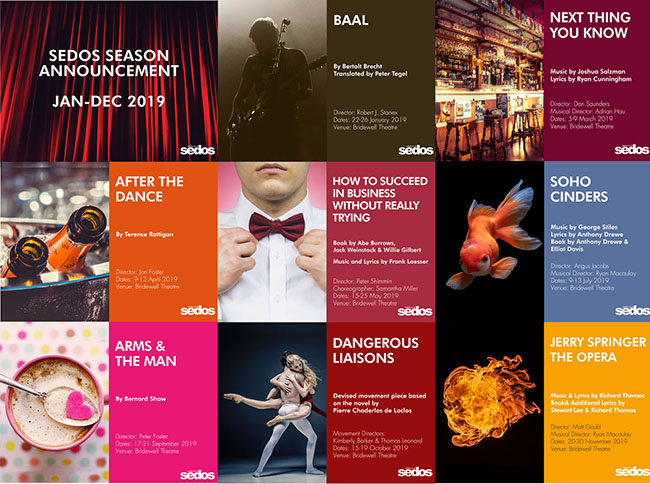 SEDOS SEASON
ANNOUNCEMENT
JAN-DEC 2019
sedos
BAAL
By Bertolt Brecht
Translated by Peter Tegel
Director: Robert J. Stanex
Dates: 22-26 January 2019
Venue: Bridewell Theatre
sedos
NEXT THING
YOU KNOW
Music by Joshua Salzman
Lyrics by Ryan Cunningham
Director: Dan Saunders
Musical Director: Adrian Hau
Dates: 5-9 March 2019
Venue: Bridewell Theatre
sedos
AFTER THE
DANCE
By Terence Rattigan
Director: Jon Foster
Dates: 9-13 April 2019
Venue: Bridewell Theatre
sedos
HOW TO SUCCEED
IN BUSINESS
WITHOUT REALLY
TRYING
Book by Abe Burrows,
Jack Weinstock & Willie Gilbert
Music and Lyrics by Frank Loesser
Director: Peter Shimmin
Choreographer: Samantha Miller
Dates: 15-25 May 2019
Venue: Bridewell Theatre
sedos
SOHO
CINDERS
Music by George Stiles
Lyrics by Anthony Drewe
Book by Anthony Drewe &
Elliot Davis
Director: Angus Jacobs
Musical Director: Ryan Macaulay
Dates: 9-13 July 2019
Venue: Bridewell Theatre
sedos
ARMS &
THE MAN
By Bernard Shaw
Director: Peter Foster
Dates: 17-21 September 2019
Venue: Bridewell Theatre
sedos
DANGEROUS
LIAISONS
Devised movement piece based
on the novel by
Pierre Choderlos de Laclos
Movement Directors:
Kimberly Barker & Thomas Leonard
Dates: 15-19 October 2019
Venue: Bridewell Theatre
sedos
JERRY SPRINGER
THE OPERA
Music & Lyrics by Richard Thomas
Book& Additional Lyrics by
Stewart Lee & Richard Thomas
Director: Matt Gould
Musical Director: Ryan Macaulay
Dates: 20-30 November 2019
Venue: Bridewell Theatre
sedos